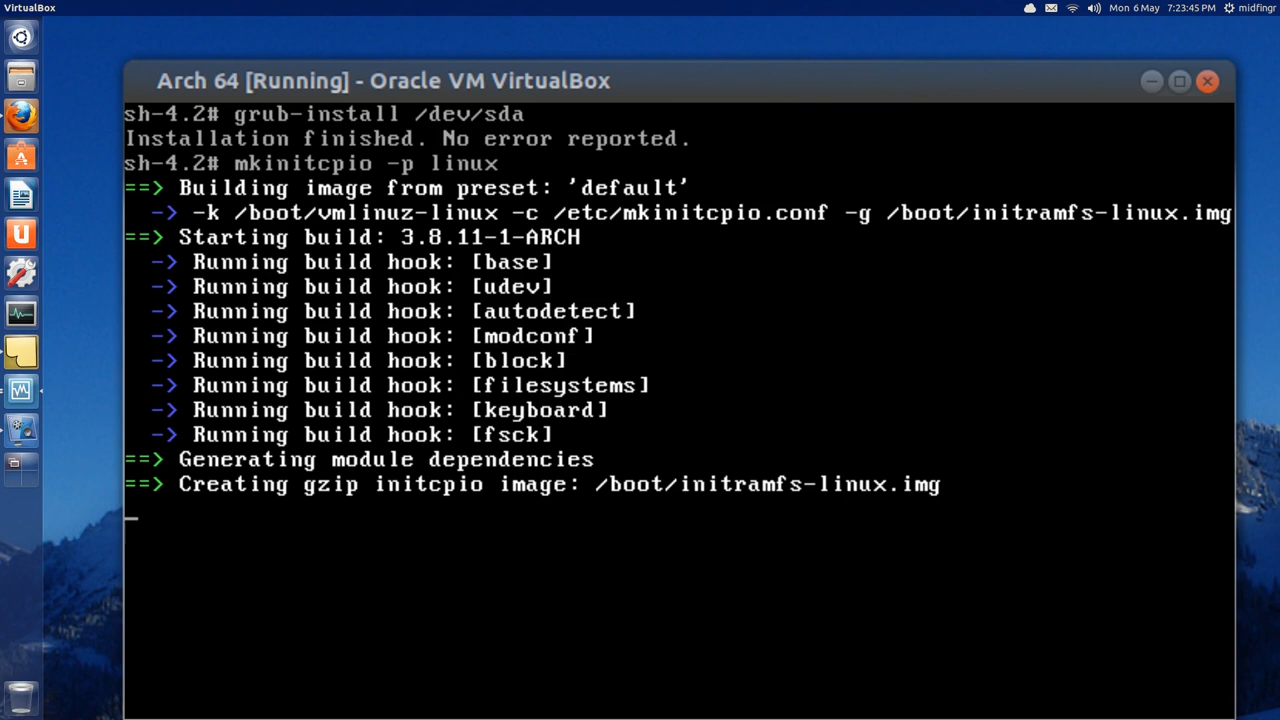 VirtualBox
Mon 6 May 7:23:45 PM midfingr
Arch 64 [Running] - Oracle VM VirtualBox
sh-4.2# grub-install /dev/sda
Installation finished. No error reported.
sh-4.2# mkinitcpio -p linux
==> Building image from preset: 'default'
-> -k /boot/vmlinuz-linux -c /etc/mkinitcpio.conf -g /boot/initramfs-linux.img
==> Starting build: 3.8.11-1-ARCH
-> Running build hook: [base]
-> Running build hook: [udev]
-> Running build hook: [autodetect]
-> Running build hook: [modconf]
-> Running build hook: [block]
-> Running build hook: [filesystems]
-> Running build hook: [keyboard]
-> Running build hook: [fsck]
==> Generating module dependencies
==> Creating gzip initcpio image: /boot/initramfs-linux.img